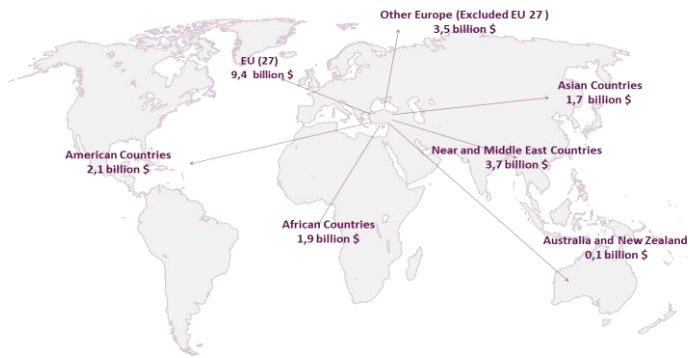 Other Europe (Excluded EU 27 )
3,5 billion $
EU (27)
9,4 billion $
Asian Countries
1,7 billion $
American Countries
2,1 billion $
Near and Middle East Countries
3,7 billion $
African Countries
1,9 billion $
Australia and New Zealand
0,1 billion $